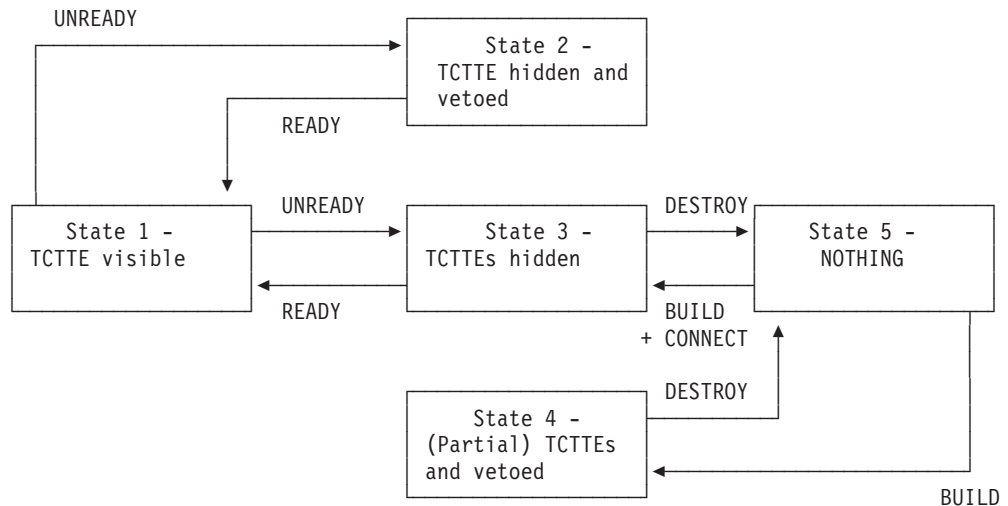 UNREADY
State 2 -
TCTTE hidden and
vetoed
READY
UNREADY
DESTROY
State 1 -
TCTTE visible
State 3 -
TCTTEs hidden
State 5 -
NOTHING
READY
BUILD
+ CONNECT
DESTROY
State 4 -
(Partial) TCTTEs
and vetoed
BUILD